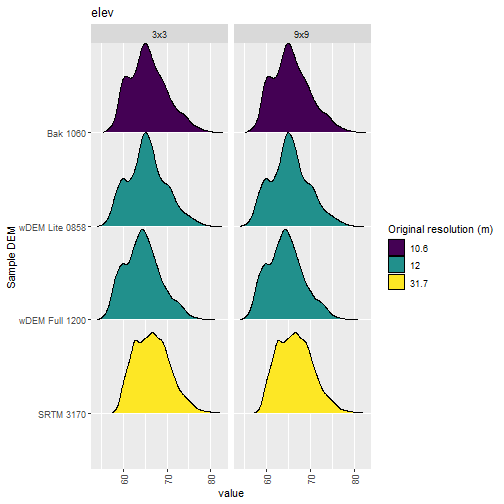 elev
3x3
9x9
Bak 1060
wDEM Lite 0858
wDEM Full 1200
SRTM 3170
Sample DEM
60
70
80
60
70
80
value
Original resolution (m)
10.6
12
31.7